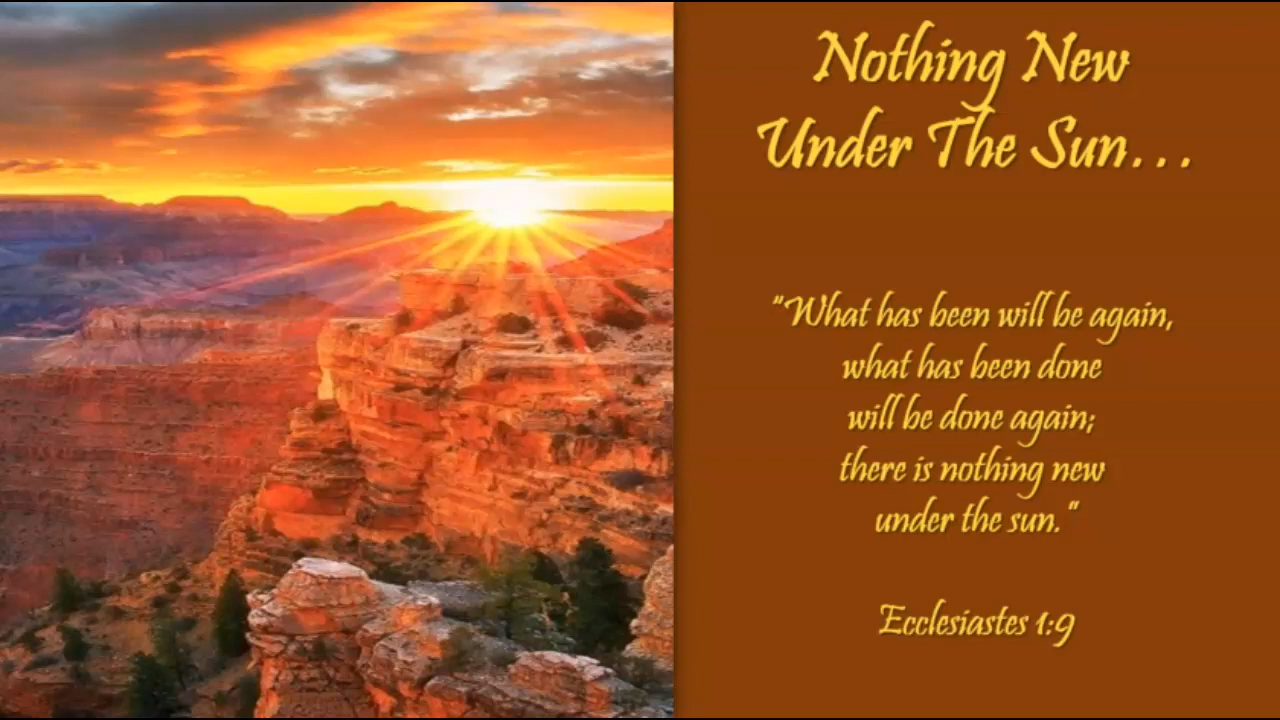 Nothing New
Under The Sun...
"What has been will be again,
what has been done
will be done again;
there is nothing new
under the sun."
Ecclesiastes 1:9